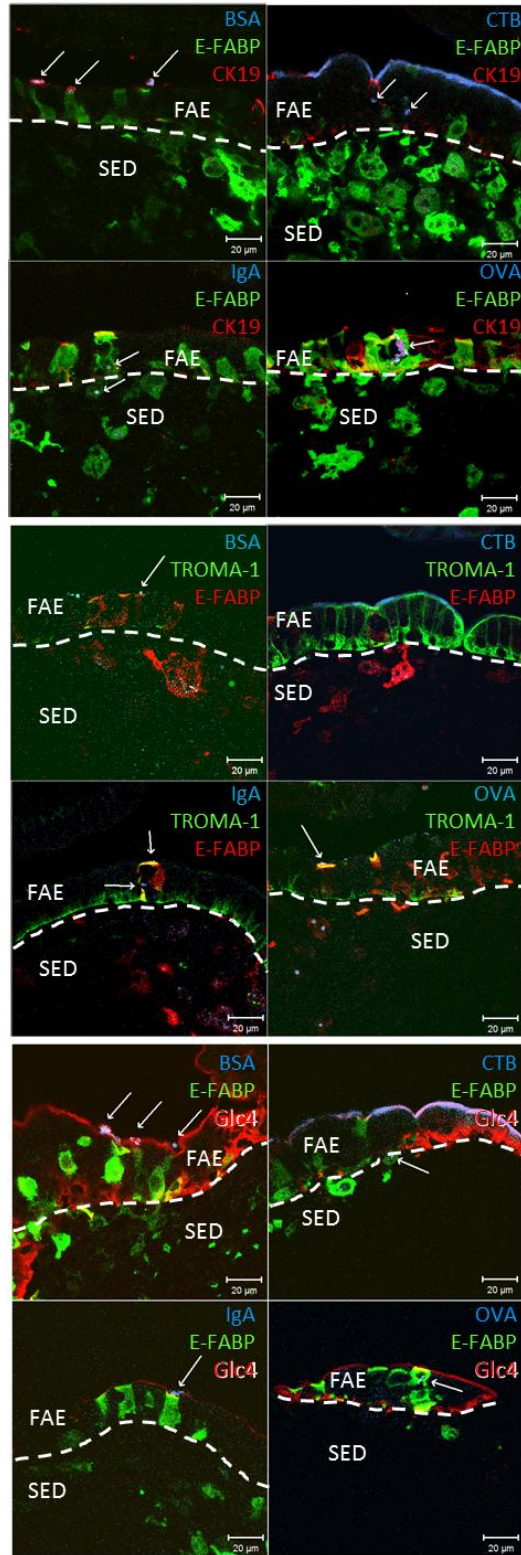 BSA
E-FABP
CK19
FAE
SED
20 µm
CTB
E-FABP
CK19
FAE
SED
20 µm
IgA
E-FABP
CK19
FAE
SED
20 µm
OVA
E-FABP
CK19
FAE
SED
20 µm
BSA
TROMA-1
E-FABP
FAE
SED
20 µm
CTB
TROMA-1
E-FABP
FAE
SED
20 µm
IgA
TROMA-1
E-FABP
FAE
SED
20 µm
OVA
TROMA-1
E-FABP
FAE
SED
20 µm
BSA
E-FABP
Glc4
FAE
SED
20 µm
CTB
E-FABP
Glc4
FAE
SED
20 µm
IgA
E-FABP
Glc4
FAE
SED
20 µm
OVA
E-FABP
Glc4
FAE
SED
20 µm